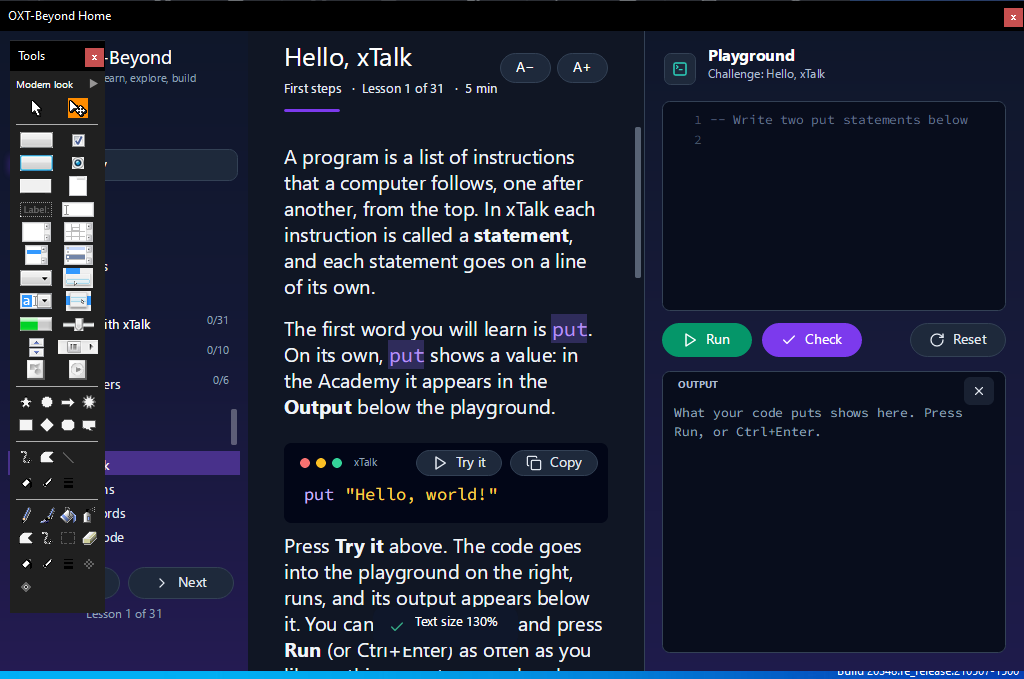 OXT-Beyond Home
x
Tools
x
Modern look
Label:
-Beyond
earn, explore, build
y
s
ith xTalk
0/31
0/10
ers
0/6
k
ns
ords
ode
Next
Lesson 1 of 31
Hello, xTalk
A−
A+
First steps · Lesson 1 of 31 · 5 min
A program is a list of instructions
that a computer follows, one after
another, from the top. In xTalk each
instruction is called a statement,
and each statement goes on a line
of its own.
The first word you will learn is put.
On its own, put shows a value: in
the Academy it appears in the
Output below the playground.
xTalk
Try it
Copy
put "Hello, world!"
Press Try it above. The code goes
into the playground on the right,
runs, and its output appears below
it. You can
Text size 130%
and press
Run (or Ctrl+Enter) as often as you
Playground
Challenge: Hello, xTalk
1 -- Write two put statements below
2
Run
Check
Reset
OUTPUT
What your code puts shows here. Press
Run, or Ctrl+Enter.
Build 20348.fe_release.210507-1500